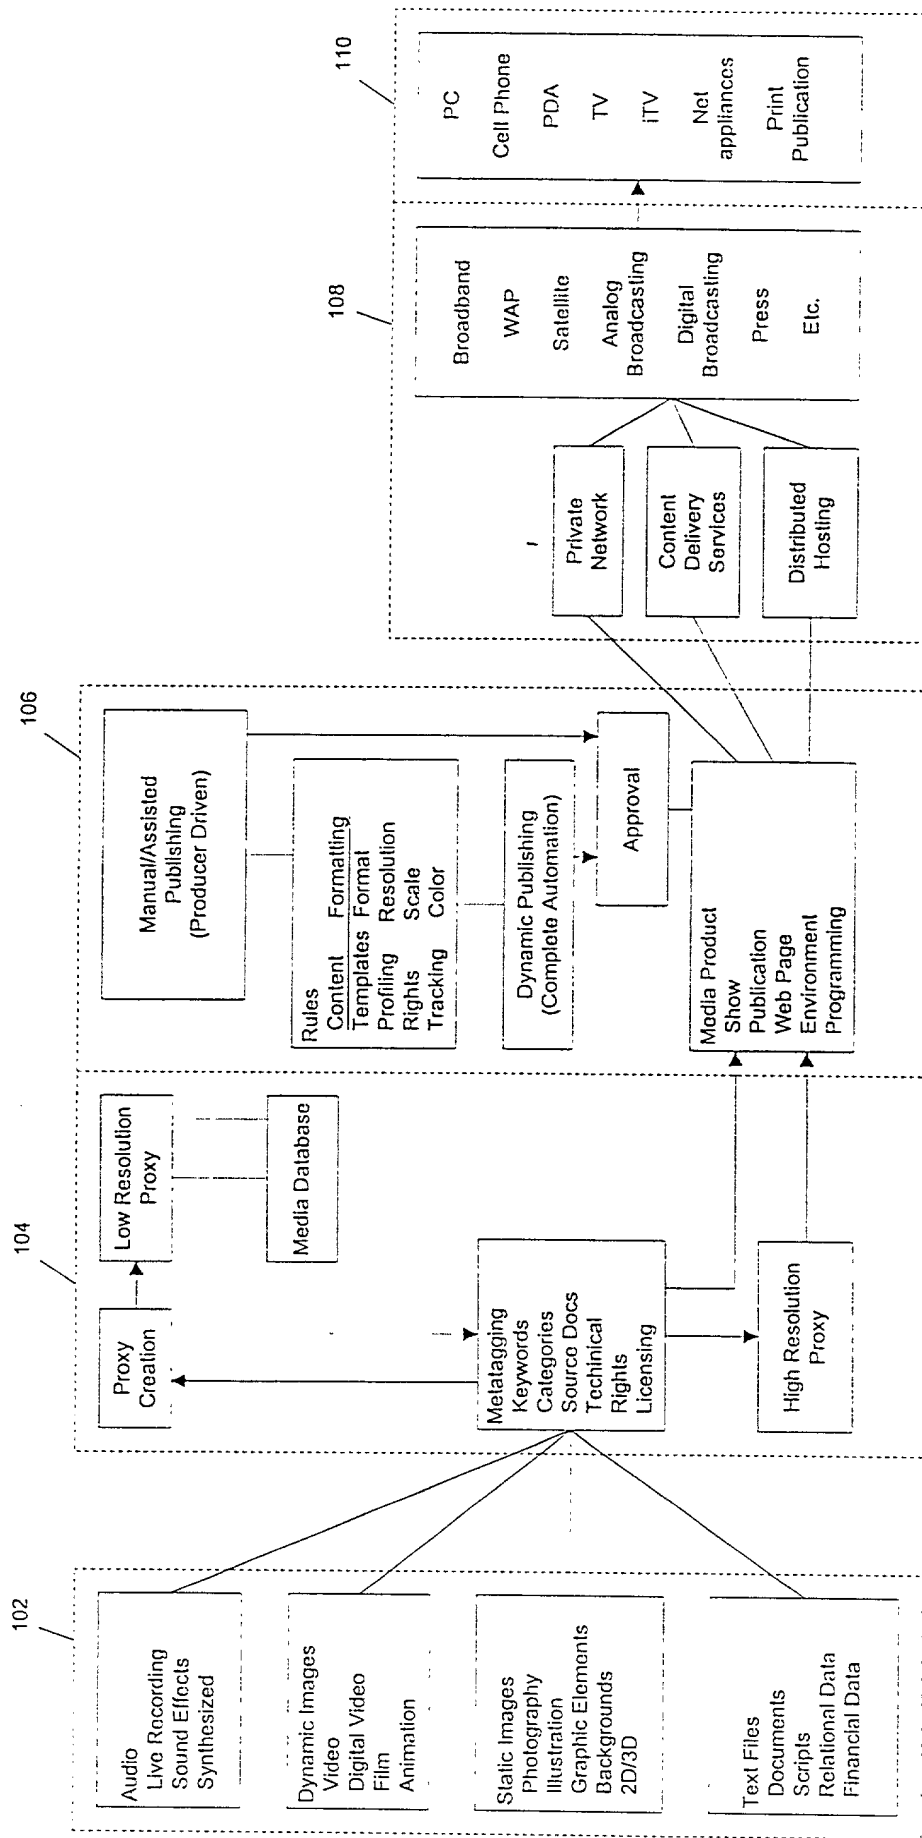 102
Audio
Live Recording
Sound Effects
Synthesized
Dynamic Images
Video
Digital Video
Film
Animation
Static Images
Photography
Illustration
Graphic Elements
Backgrounds
2D/3D
Text Files
Documents
Scripts
Relational Data
Financial Data
104
Proxy
Creation
Low Resolution
Proxy
Media Database
Metatagging
Keywords
Categories
Source Docs
Techinical
Rights
Licensing
High Resolution
Proxy
106
Manual/Assisted
Publishing
(Producer Driven)
Rules
Content Formatting
Templates Format
Profiling Resolution
Rights Scale
Tracking Color
Dynamic Publishing
(Complete Automation)
Approval
Media Product
Show
Publication
Web Page
Environment
Programming
108
Private
Network
Content
Delivery
Services
Distributed
Hosting
Broadband
WAP
Satellite
Analog
Broadcasting
Digital
Broadcasting
Press
Etc.
110
PC
Cell Phone
PDA
TV
iTV
Net
appliances
Print
Publication